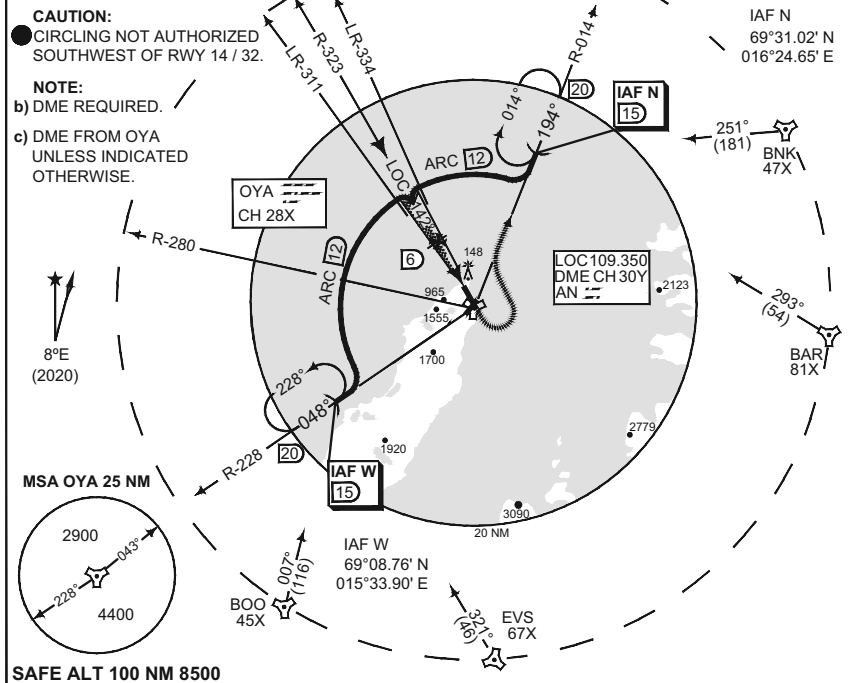 CAUTION:
CIRCLING NOT AUTHORIZED
SOUTHWEST OF RWY 14 / 32.
NOTE:
b) DME REQUIRED.
c) DME FROM OYA
UNLESS INDICATED
OTHERWISE.
LR-311
R-323
LR-334
R-014
20
014°
194°
IAF N
15
IAF N
69°31.02' N
016°24.65' E
251°
(181)
BNK
47X
ARC 12
LOC
142°
OYA
CH 28X
R-280
ARC 12
6
148
LOC109.350
DME CH30Y
AN
2123
293°
(54)
BAR
81X
965
1555
1700
8°E
(2020)
228°
048°
20
R-228
1920
2779
IAF W
15
3090
20 NM
MSA OYA 25 NM
2900
043°
228°
4400
IAF W
69°08.76' N
015°33.90' E
007°
(116)
BOO
45X
321°
(46)
EVS
67X
SAFE ALT 100 NM 8500